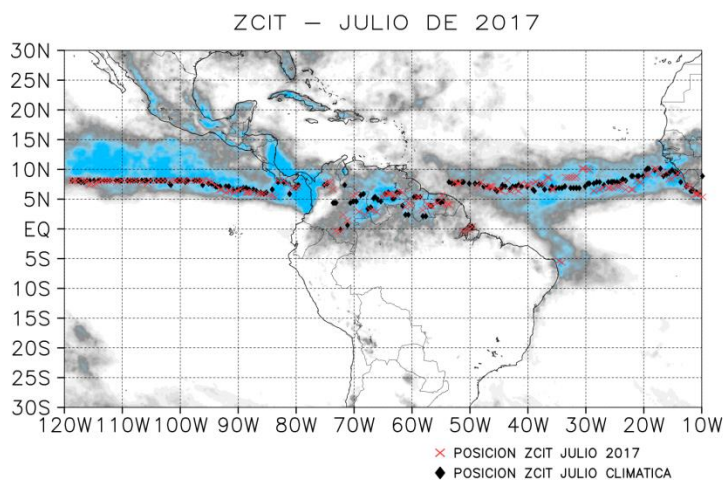 ZCIT – JULIO DE 2017
30N
25N
20N
15N
10N
5N
EQ
5S
10S
15S
20S
25S
30S
120W 110W 100W 90W 80W 70W 60W 50W 40W 30W 20W 10W
POSICION ZCIT JULIO 2017
POSICION ZCIT JULIO CLIMATICA